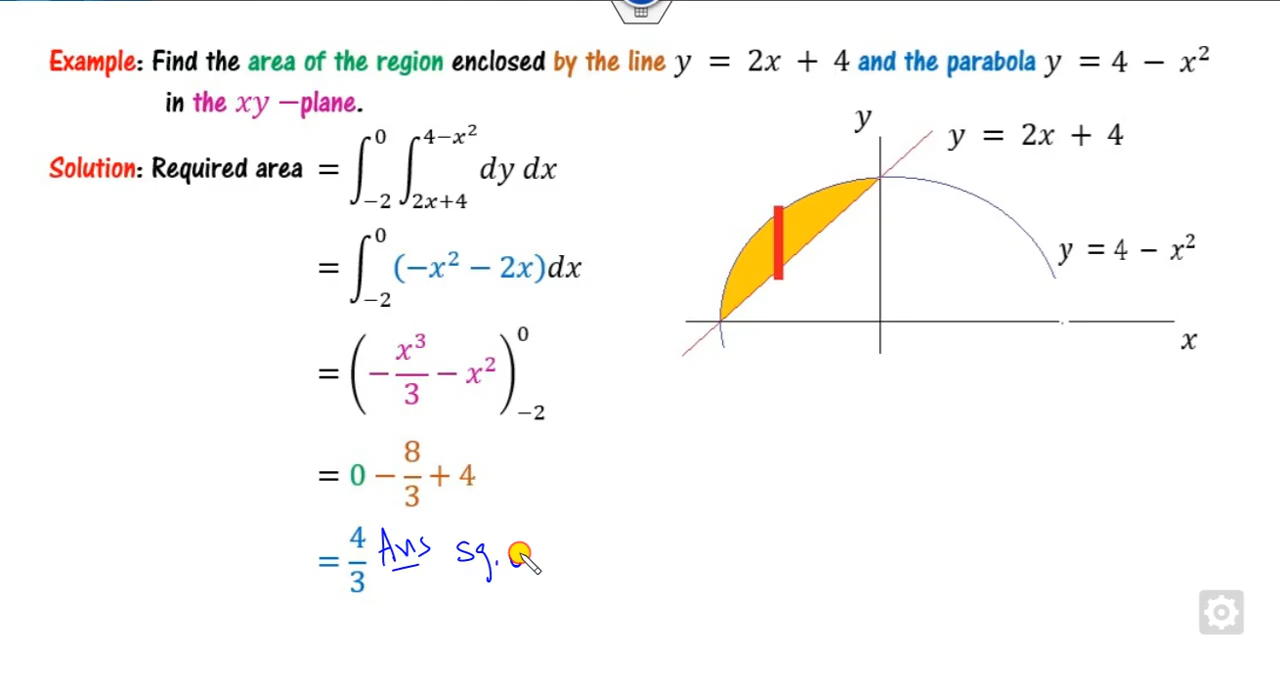 Example: Find the area of the region enclosed by the line y = 2x + 4 and the parabola y = 4 − x²
in the xy −plane.
Solution: Required area = ∫_{−2}^{0} ∫_{2x+4}^{4−x²} dy dx
= ∫_{−2}^{0} (−x² − 2x)dx
= (−x³/3 − x²)_{−2}^{0}
= 0 − 8/3 + 4
= 4/3 Ans sq.
y
y = 2x + 4
y = 4 − x²
x